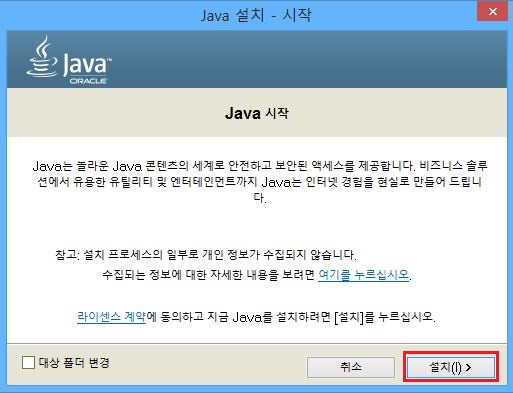 Java 설치 - 시작
Java™
ORACLE
Java 시작
Java는 놀라운 Java 콘텐츠의 세계로 안전하고 보안된 액세스를 제공합니다. 비즈니스 솔루
션에서 유용한 유틸리티 및 엔터테인먼트까지 Java는 인터넷 경험을 현실로 만들어 드립니
다.
참고: 설치 프로세스의 일부로 개인 정보가 수집되지 않습니다.
수집되는 정보에 대한 자세한 내용을 보려면 여기를 누르십시오.
라이센스 계약에 동의하고 지금 Java를 설치하려면 [설치]를 누르십시오.
대상 폴더 변경
취소
설치(I) >